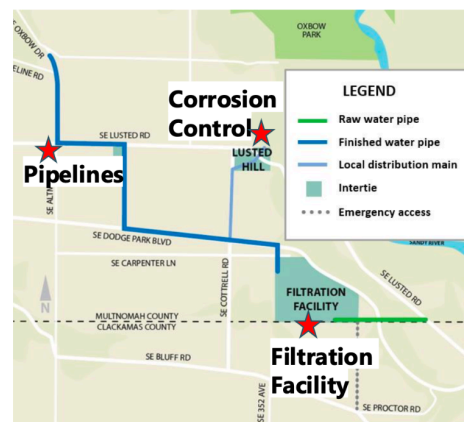 OXBOW
PARK
SE OXBOW DR
ELINE RD
Corrosion
Control
SE LUSTED RD
LUSTED
HILL
Pipelines
SE ALTM
LEGEND
Raw water pipe
Finished water pipe
Local distribution main
Intertie
Emergency access
SANDY RIVER
SE DODGE PARK BLVD
SE CARPENTER LN
SE COTTRELL RD
SE LUSTED RD
FILTRATION
FACILITY
N
MULTNOMAH COUNTY
CLACKAMAS COUNTY
Filtration
Facility
SE BLUFF RD
SE 352 AVE
SE PROCTOR RD